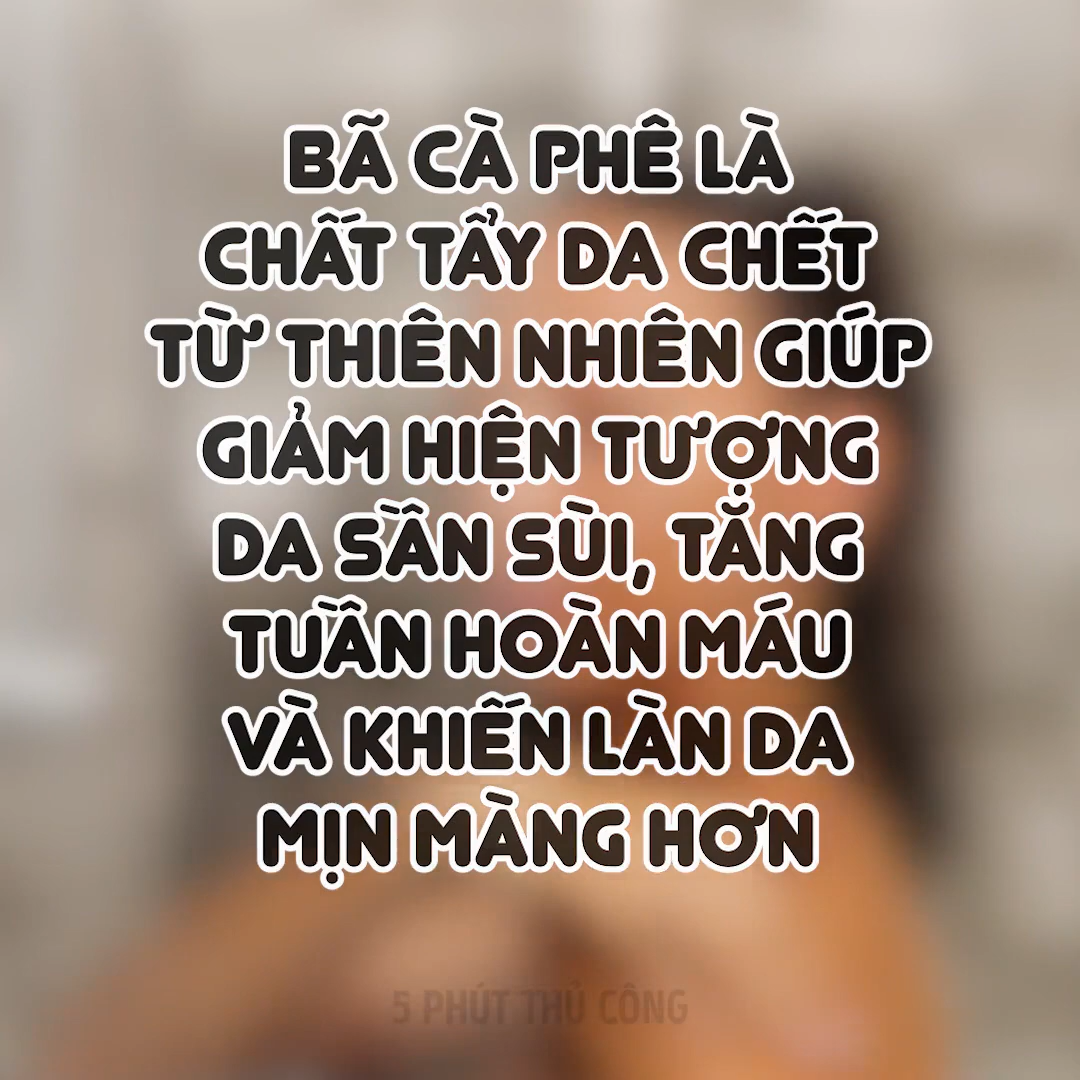 BÃ CÀ PHÊ LÀ
CHẤT TẨY DA CHẾT
TỪ THIÊN NHIÊN GIÚP
GIẢM HIỆN TƯỢNG
DA SẦN SÙI, TĂNG
TUẦN HOÀN MÁU
VÀ KHIẾN LÀN DA
MỊN MÀNG HƠN
5 PHÚT THỦ CÔNG